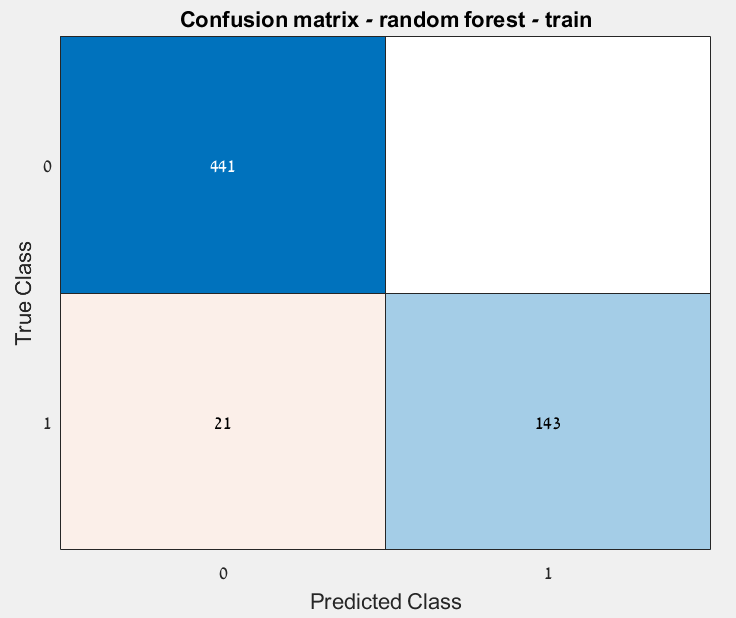 Confusion matrix - random forest - train
0
441
True Class
1
21
143
0
1
Predicted Class